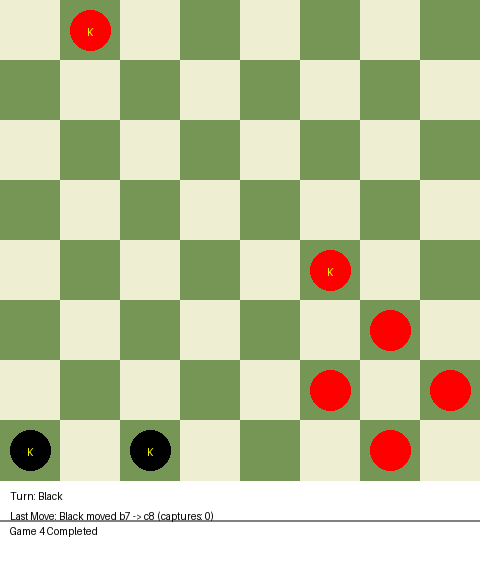 K
K
K K
Turn: Black
Last Move: Black moved b7 -> c8 (captures: 0)
Game 4 Completed